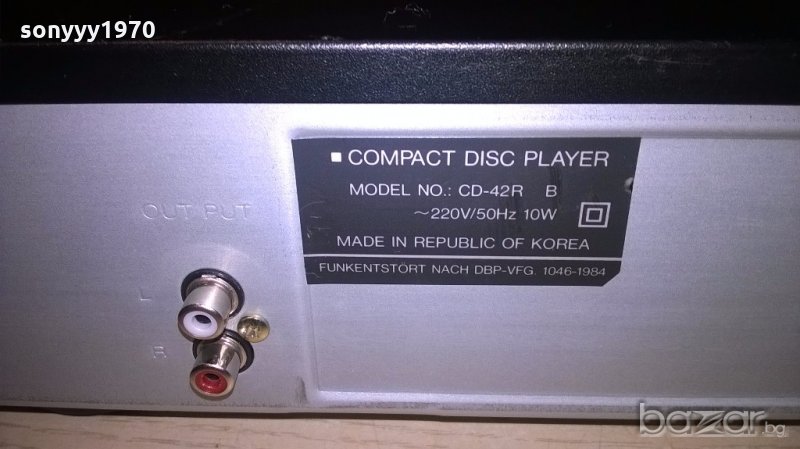 sonyyy1970
■ COMPACT DISC PLAYER
MODEL NO.: CD-42R B
~220V/50Hz 10W
MADE IN REPUBLIC OF KOREA
FUNKENTSTÖRT NACH DBP-VFG. 1046-1984
OUT PUT
L
R
bazar.bg